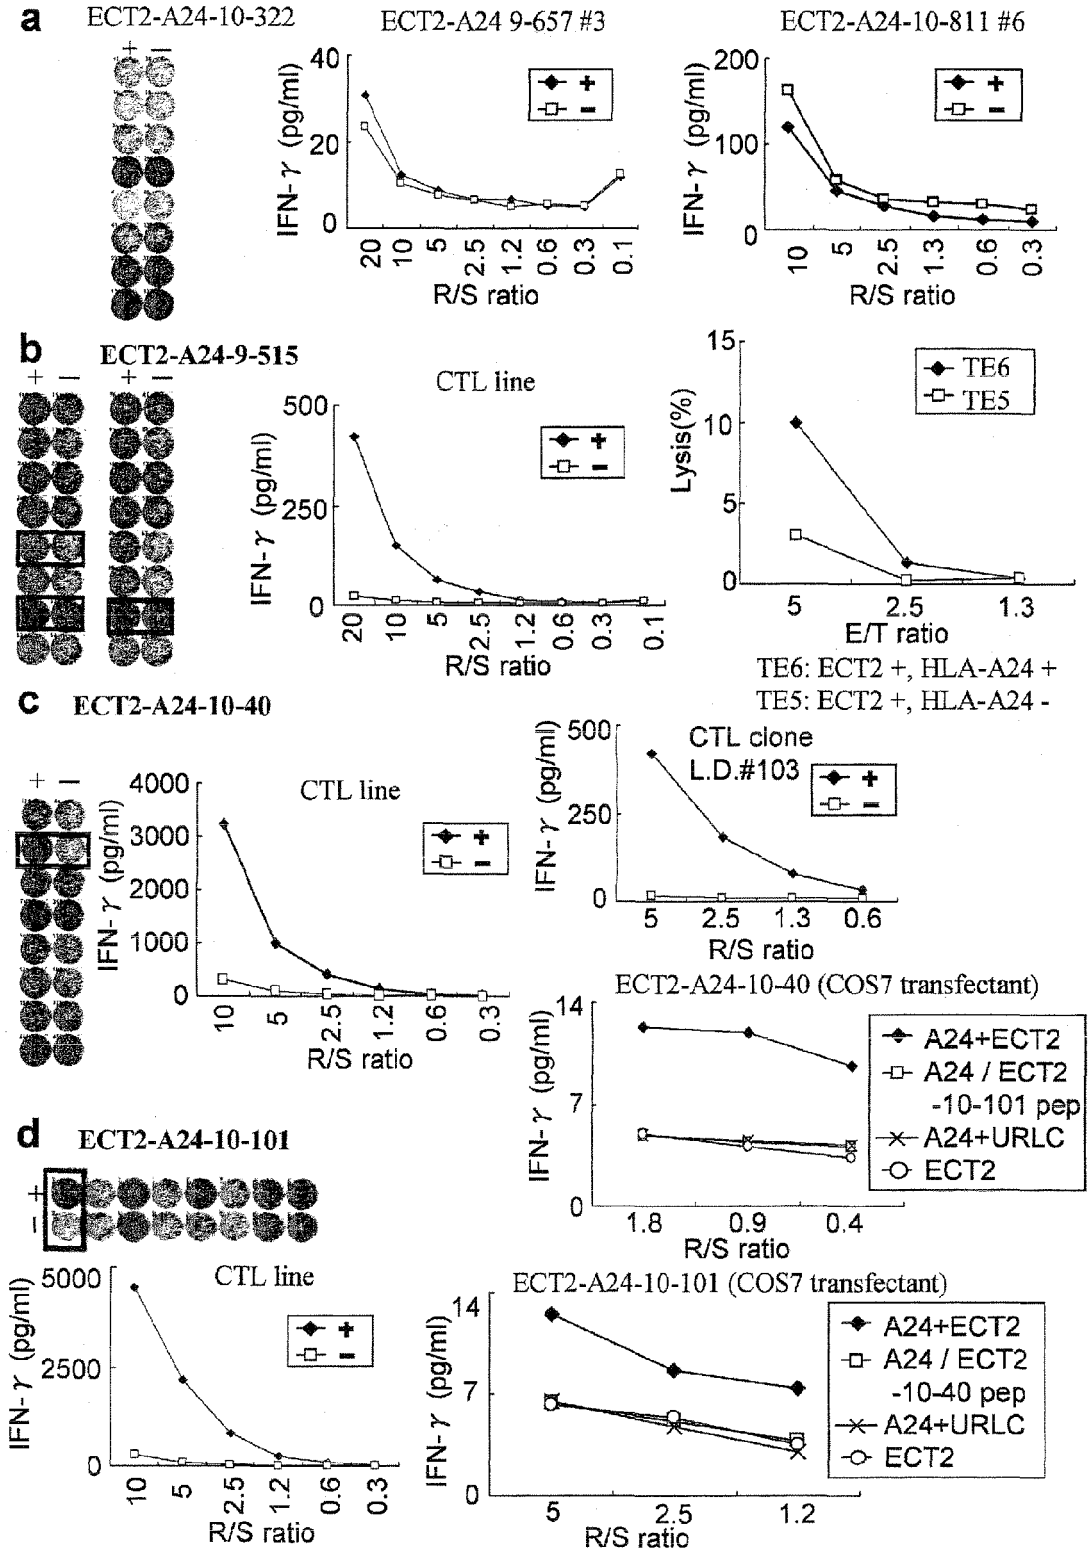 a
ECT2-A24-10-322
+ −
ECT2-A24 9-657 #3
IFN-γ (pg/ml)
40
20
0
+
−
20 10 5 2.5 1.2 0.6 0.3 0.1
R/S ratio
ECT2-A24-10-811 #6
IFN-γ (pg/ml)
200
100
0
+
−
10 5 2.5 1.3 0.6 0.3
R/S ratio
b
ECT2-A24-9-515
+ − + −
CTL line
IFN-γ (pg/ml)
500
250
0
+
−
20 10 5 2.5 1.2 0.6 0.3 0.1
R/S ratio
Lysis(%)
15
10
5
0
TE6
TE5
5 2.5 1.3
E/T ratio
TE6: ECT2 +, HLA-A24 +
TE5: ECT2 +, HLA-A24 -
c
ECT2-A24-10-40
+ −
CTL line
IFN-γ (pg/ml)
4000
3000
2000
1000
0
+
−
10 5 2.5 1.2 0.6 0.3
R/S ratio
CTL clone
L.D.#103
IFN-γ (pg/ml)
500
250
0
+
−
5 2.5 1.3 0.6
R/S ratio
ECT2-A24-10-40 (COS7 transfectant)
IFN-γ (pg/ml)
14
7
0
A24+ECT2
A24 / ECT2
-10-101 pep
A24+URLC
ECT2
1.8 0.9 0.4
R/S ratio
d
ECT2-A24-10-101
+
−
CTL line
IFN-γ (pg/ml)
5000
2500
0
+
−
10 5 2.5 1.2 0.6 0.3
R/S ratio
ECT2-A24-10-101 (COS7 transfectant)
IFN-γ (pg/ml)
14
7
0
A24+ECT2
A24 / ECT2
-10-40 pep
A24+URLC
ECT2
5 2.5 1.2
R/S ratio